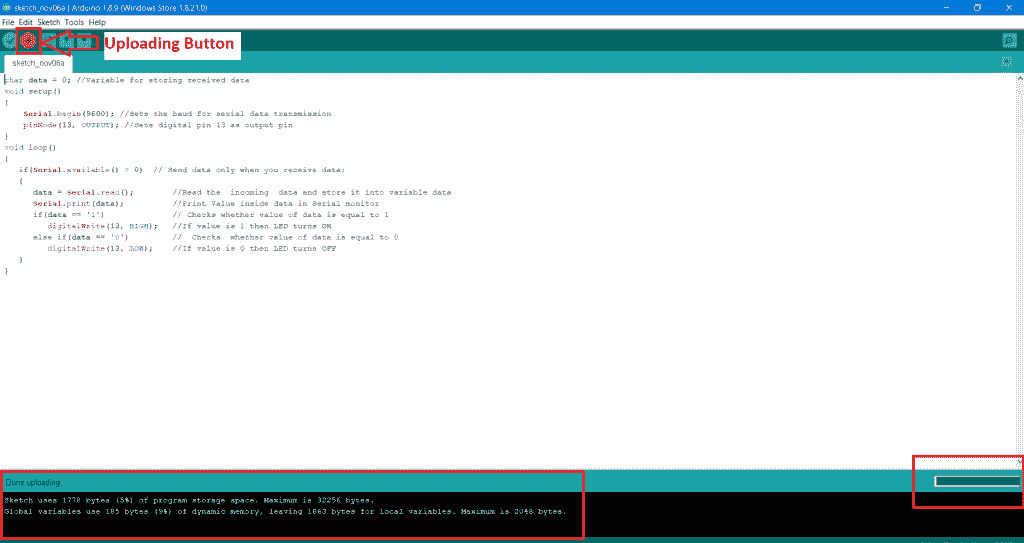 sketch_nov06a | Arduino 1.8.9 (Windows Store 1.8.21.0)
File Edit Sketch Tools Help
Uploading Button
sketch_nov06a
char data = 0; //Variable for storing received data
void setup()
{
Serial.begin(9600); //Sets the baud for serial data transmission
pinMode(13, OUTPUT); //Sets digital pin 13 as output pin
}
void loop()
{
if(Serial.available() > 0) // Send data only when you receive data:
{
data = Serial.read(); //Read the incoming data and store it into variable data
Serial.print(data); //Print Value inside data in Serial monitor
if(data == '1') // Checks whether value of data is equal to 1
digitalWrite(13, HIGH); //If value is 1 then LED turns ON
else if(data == '0') // Checks whether value of data is equal to 0
digitalWrite(13, LOW); //If value is 0 then LED turns OFF
}
}
Done uploading.
Sketch uses 1778 bytes (5%) of program storage space. Maximum is 32256 bytes.
Global variables use 185 bytes (9%) of dynamic memory, leaving 1863 bytes for local variables. Maximum is 2048 bytes.